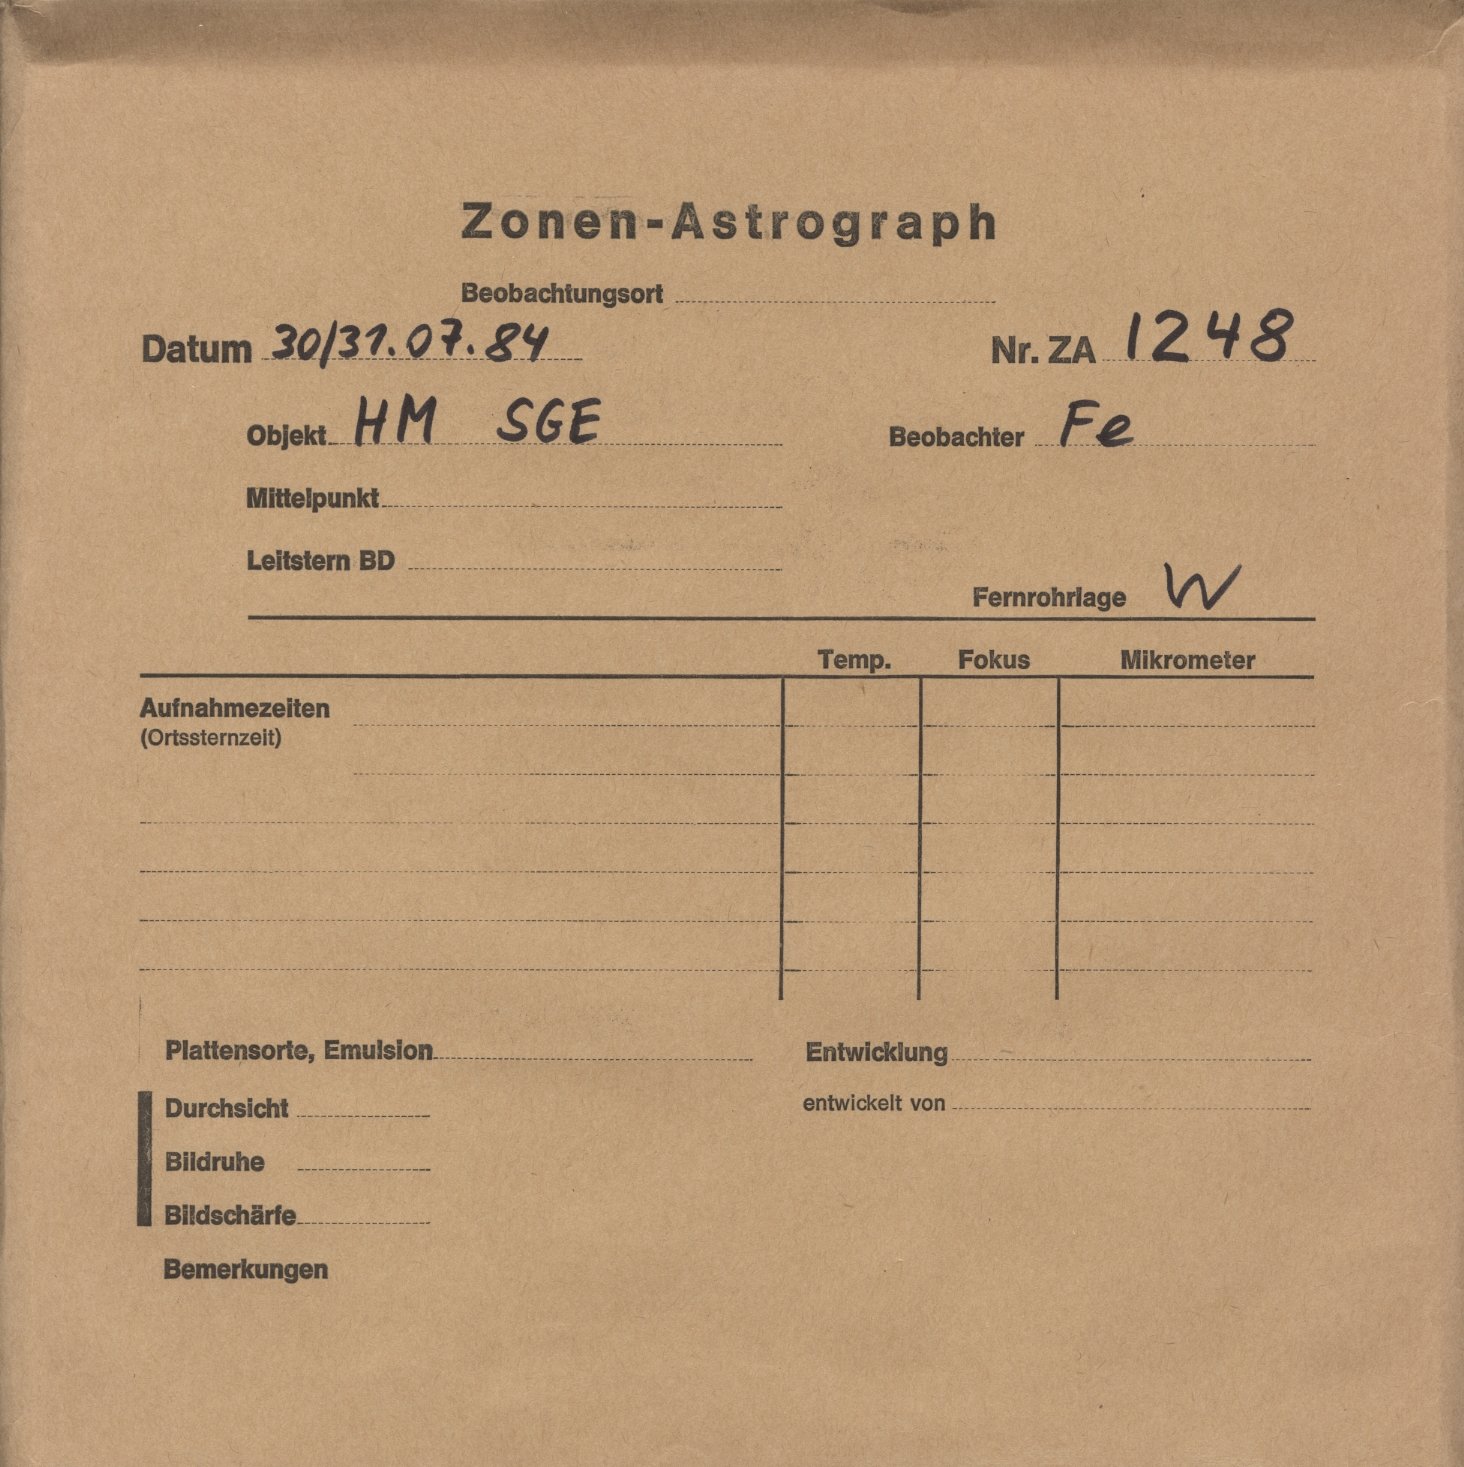 Zonen-Astrograph
Beobachtungsort
Datum 30/31.07.84 Nr. ZA 1248
Objekt HM SGE Beobachter Fe
Mittelpunkt
Leitstern BD
Fernrohrlage W
Temp. Fokus Mikrometer
Aufnahmezeiten
(Ortssternzeit)
Plattensorte, Emulsion Entwicklung
Durchsicht entwickelt von
Bildruhe
Bildschärfe
Bemerkungen